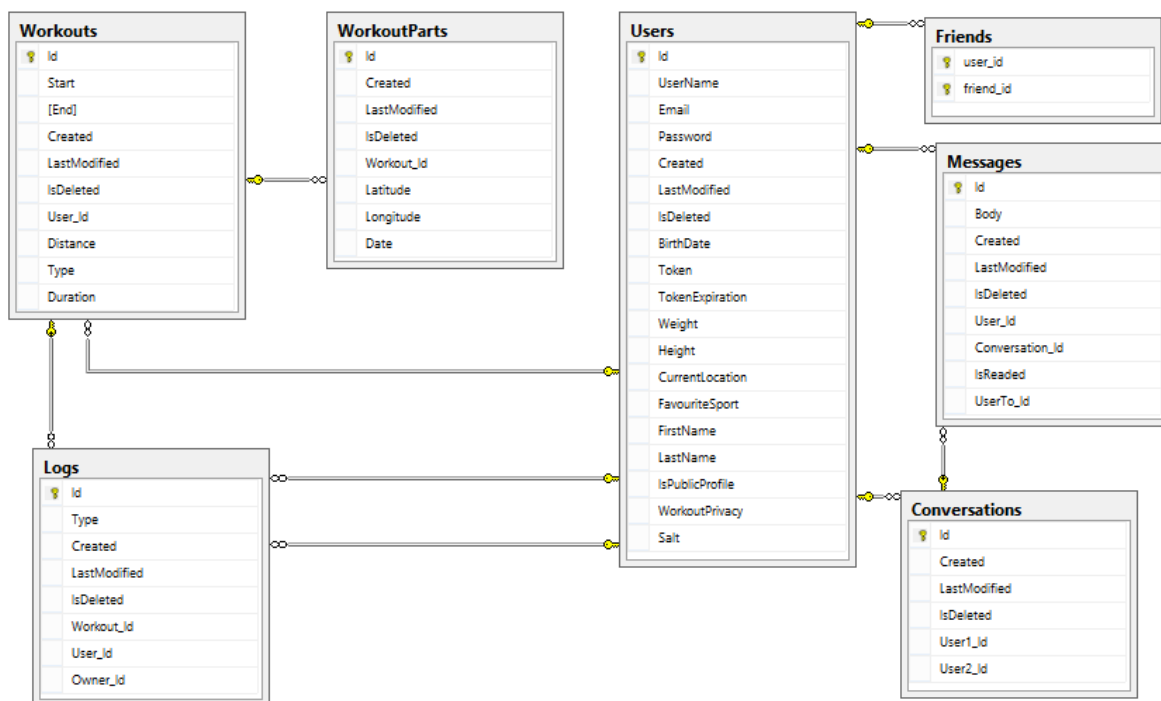 Workouts
Id
Start
[End]
Created
LastModified
IsDeleted
User_Id
Distance
Type
Duration
WorkoutParts
Id
Created
LastModified
IsDeleted
Workout_Id
Latitude
Longitude
Date
Users
Id
UserName
Email
Password
Created
LastModified
IsDeleted
BirthDate
Token
TokenExpiration
Weight
Height
CurrentLocation
FavouriteSport
FirstName
LastName
IsPublicProfile
WorkoutPrivacy
Salt
Friends
user_id
friend_id
Messages
Id
Body
Created
LastModified
IsDeleted
User_Id
Conversation_Id
IsReaded
UserTo_Id
Logs
Id
Type
Created
LastModified
IsDeleted
Workout_Id
User_Id
Owner_Id
Conversations
Id
Created
LastModified
IsDeleted
User1_Id
User2_Id